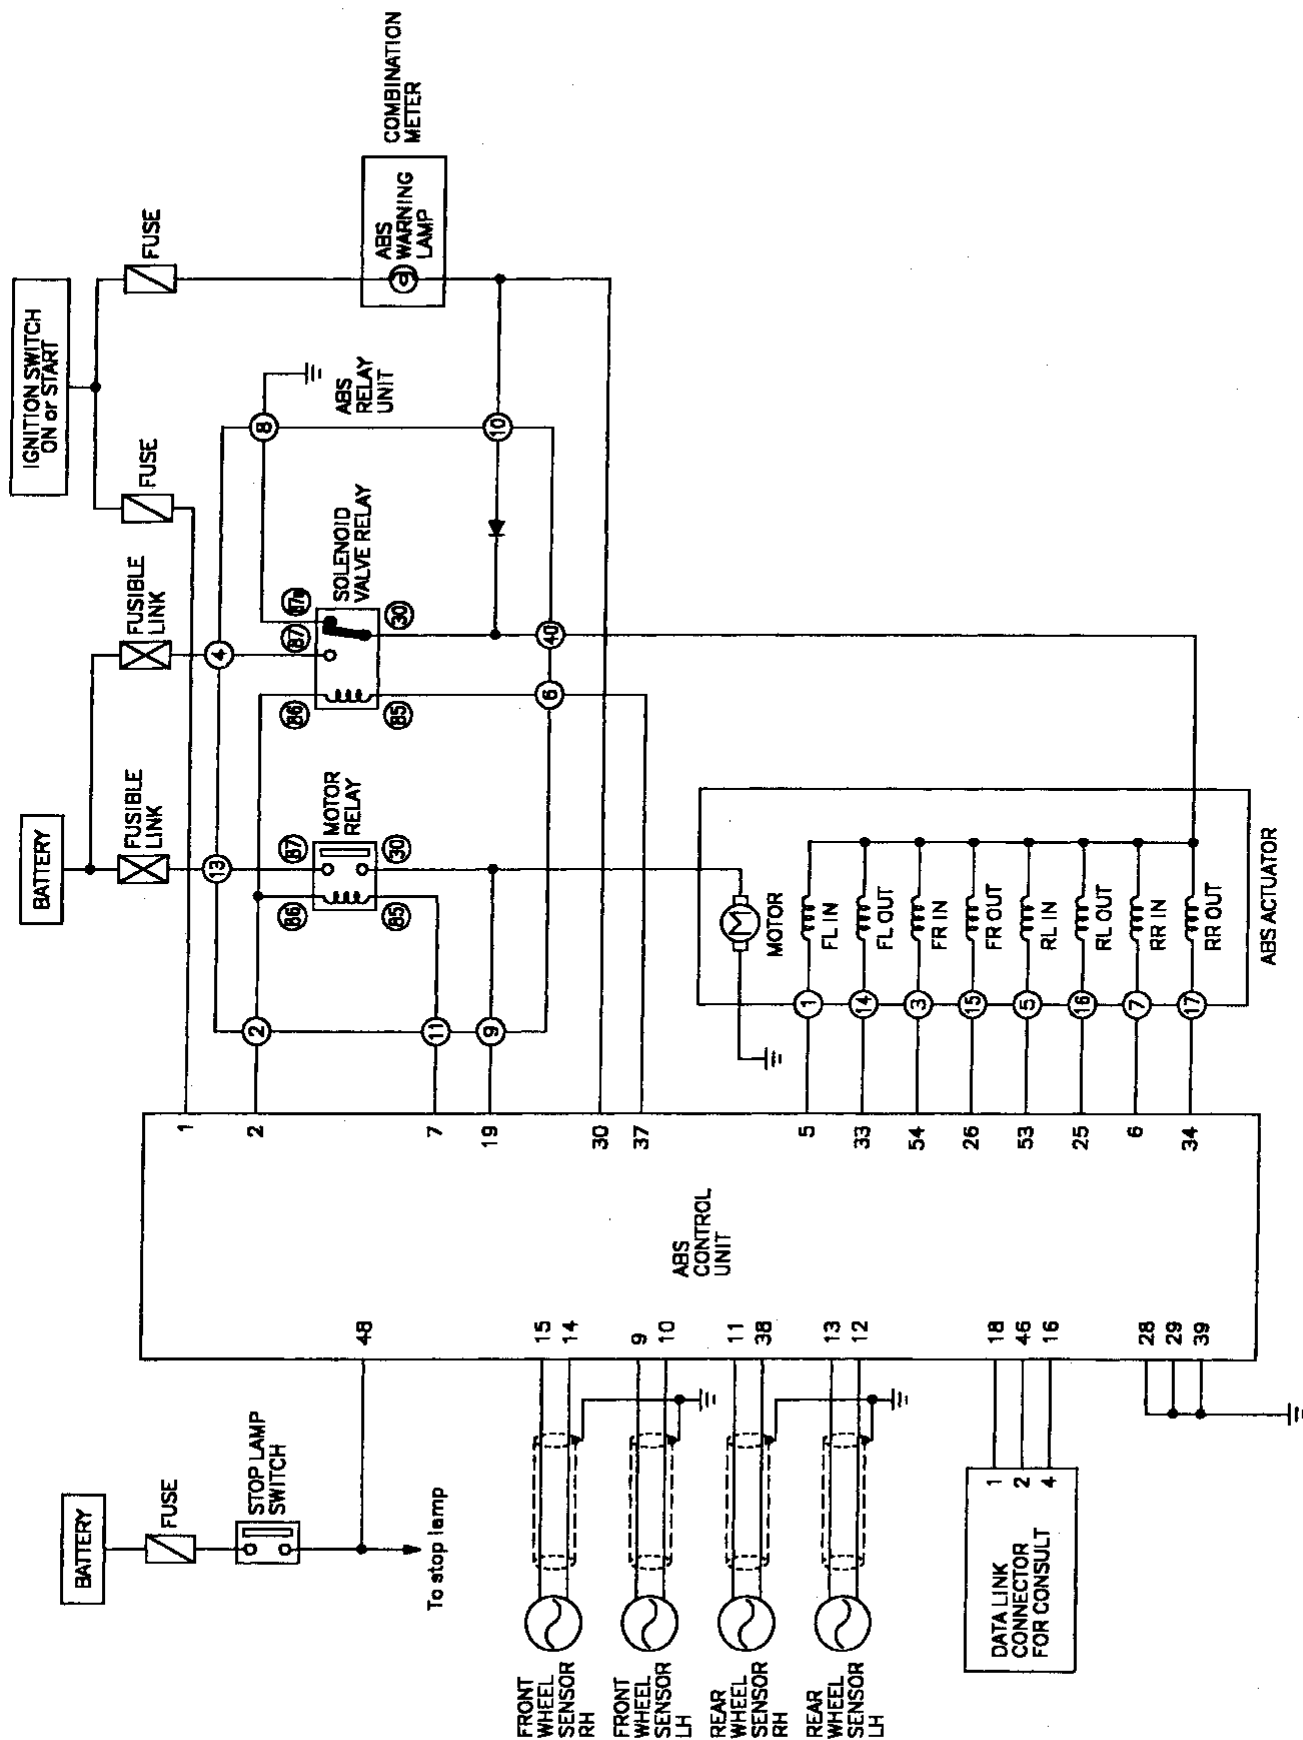 BATTERY
BATTERY
IGNITION SWITCH
ON or START
FUSE
FUSIBLE
LINK
FUSIBLE
LINK
FUSE
FUSE
STOP LAMP
SWITCH
To stop lamp
48
1
2
7
19
30
37
13
4
2
8
11
9
6
40
10
86
87
85
30
MOTOR
RELAY
86
87
87a
85
30
SOLENOID
VALVE RELAY
ABS
RELAY
UNIT
ABS
WARNING
LAMP
COMBINATION
METER
FRONT
WHEEL
SENSOR
RH
15
14
FRONT
WHEEL
SENSOR
LH
9
10
REAR
WHEEL
SENSOR
RH
11
38
REAR
WHEEL
SENSOR
LH
13
12
ABS
CONTROL
UNIT
M
MOTOR
5
1
FL IN
33
14
FL OUT
54
3
FR IN
26
15
FR OUT
53
5
RL IN
25
16
RL OUT
6
7
RR IN
34
17
RR OUT
ABS ACTUATOR
DATA LINK
CONNECTOR
FOR CONSULT
1
2
4
18
46
16
28
29
39